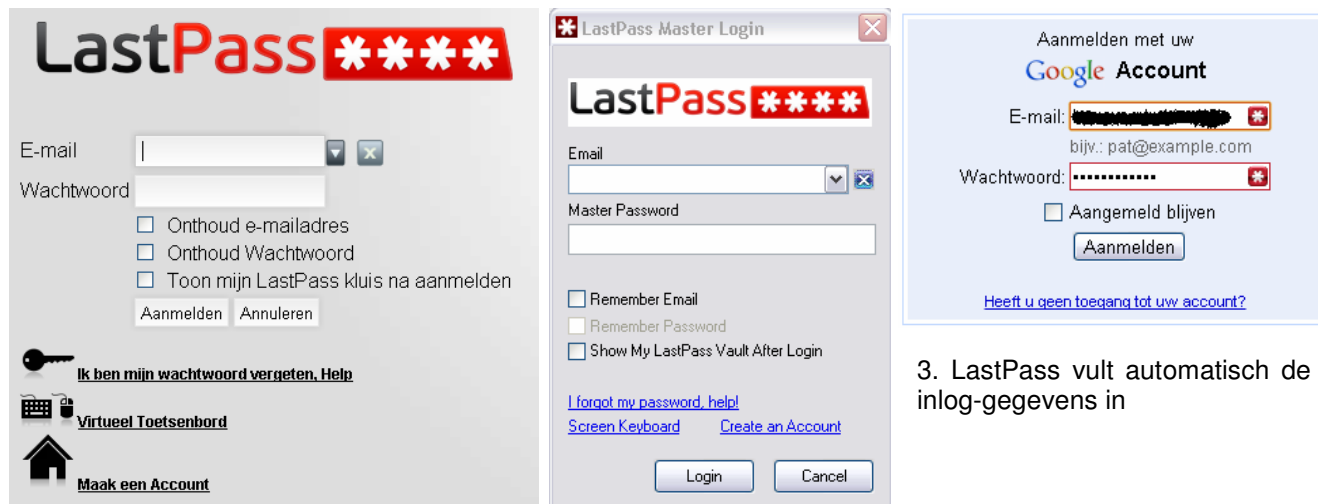 LastPass ****
E-mail
Wachtwoord
Onthoud e-mailadres
Onthoud Wachtwoord
Toon mijn LastPass kluis na aanmelden
Aanmelden Annuleren
Ik ben mijn wachtwoord vergeten, Help
Virtueel Toetsenbord
Maak een Account
LastPass Master Login
LastPass ****
Email
Master Password
Remember Email
Remember Password
Show My LastPass Vault After Login
I forgot my password, help!
Screen Keyboard Create an Account
Login Cancel
Aanmelden met uw
Google Account
E-mail:
bijv.: pat@example.com
Wachtwoord: ••••••••••••
Aangemeld blijven
Aanmelden
Heeft u geen toegang tot uw account?
3. LastPass vult automatisch de
inlog-gegevens in